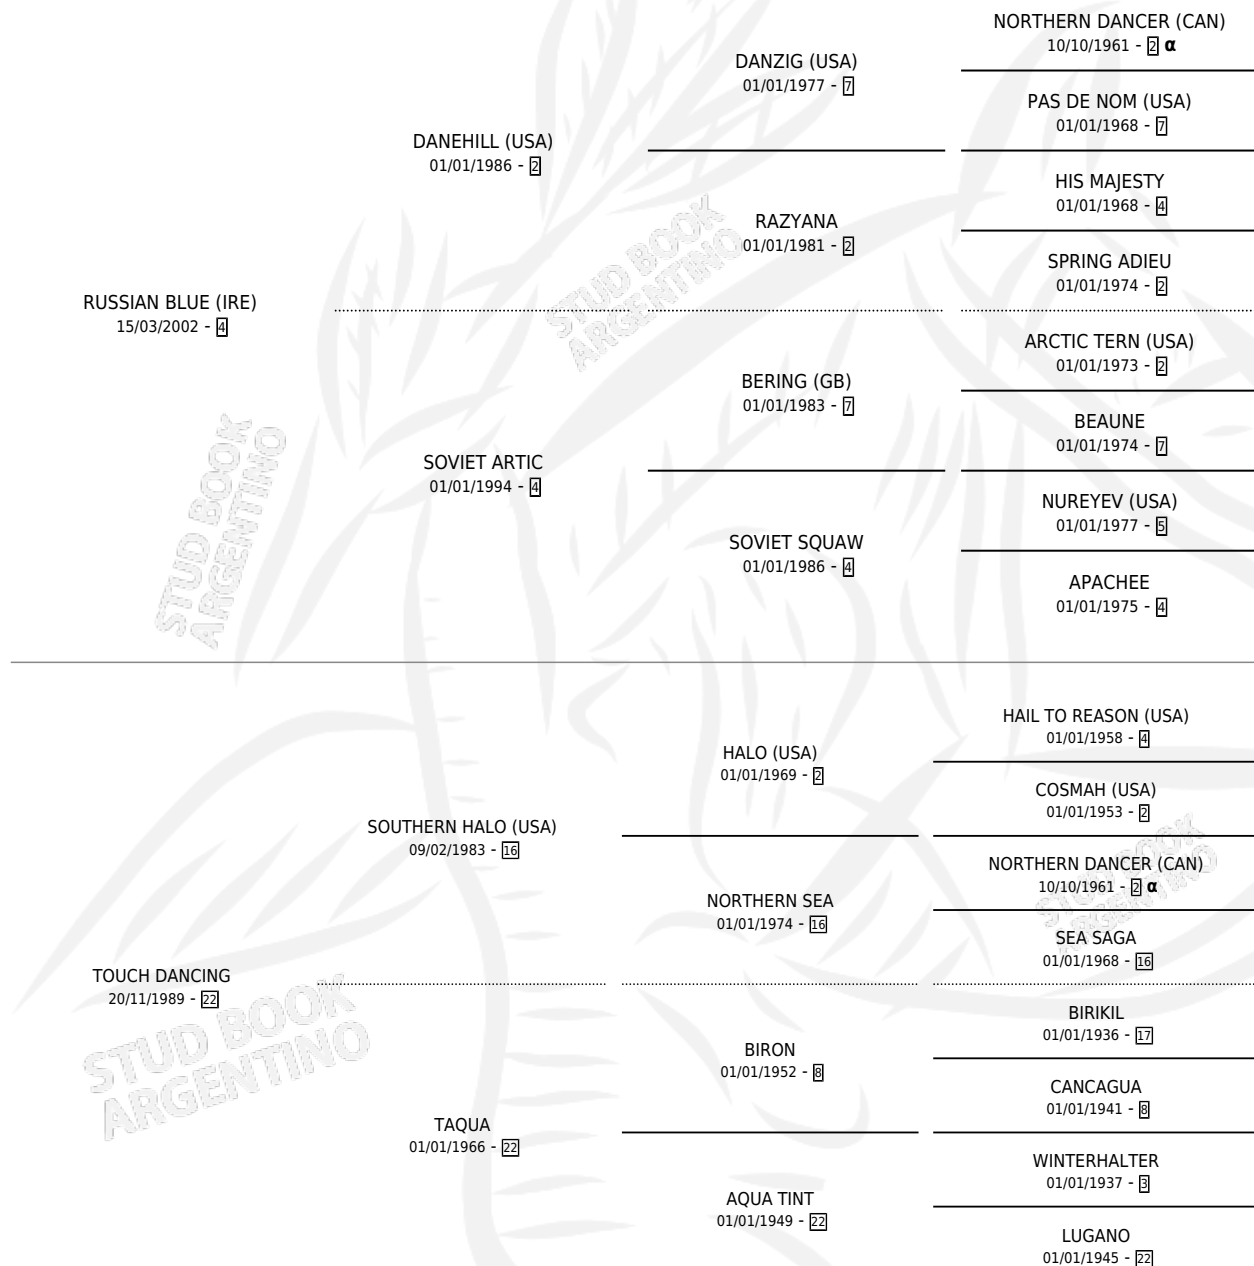 NORTHERN DANCER (CAN)
10/10/1961 - 2 α
DANZIG (USA)
01/01/1977 - 7
PAS DE NOM (USA)
01/01/1968 - 7
DANEHILL (USA)
01/01/1986 - 2
HIS MAJESTY
01/01/1968 - 4
RAZYANA
01/01/1981 - 2
SPRING ADIEU
01/01/1974 - 2
RUSSIAN BLUE (IRE)
15/03/2002 - 4
ARCTIC TERN (USA)
01/01/1973 - 2
BERING (GB)
01/01/1983 - 7
BEAUNE
01/01/1974 - 7
SOVIET ARTIC
01/01/1994 - 4
NUREYEV (USA)
01/01/1977 - 5
SOVIET SQUAW
01/01/1986 - 4
APACHEE
01/01/1975 - 4
HAIL TO REASON (USA)
01/01/1958 - 4
HALO (USA)
01/01/1969 - 2
COSMAH (USA)
01/01/1953 - 2
SOUTHERN HALO (USA)
09/02/1983 - 16
NORTHERN DANCER (CAN)
10/10/1961 - 2 α
NORTHERN SEA
01/01/1974 - 16
SEA SAGA
01/01/1968 - 16
TOUCH DANCING
20/11/1989 - 22
BIRIKIL
01/01/1936 - 17
BIRON
01/01/1952 - 8
CANCAGUA
01/01/1941 - 8
TAQUA
01/01/1966 - 22
WINTERHALTER
01/01/1937 - 3
AQUA TINT
01/01/1949 - 22
LUGANO
01/01/1945 - 22
STUD BOOK
ARGENTINO
STUD BOOK
ARGENTINO
STUD BOOK
ARGENTINO
STUD BOOK
ARGENTINO